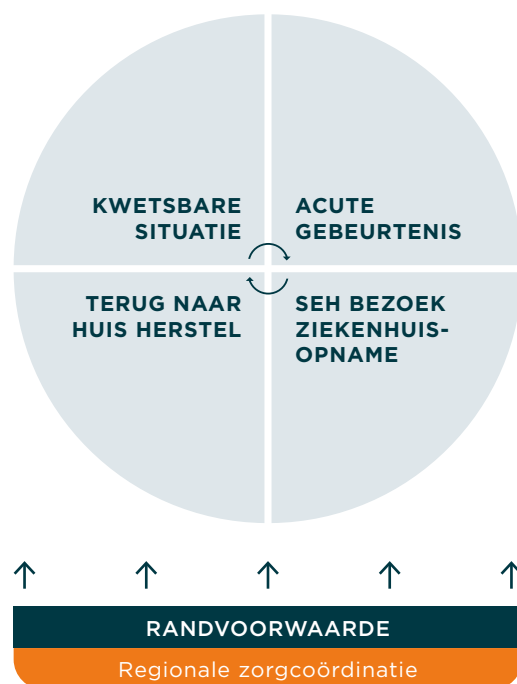 KWETSBARE
SITUATIE
ACUTE
GEBEURTENIS
TERUG NAAR
HUIS HERSTEL
SEH BEZOEK
ZIEKENHUIS-
OPNAME
RANDVOORWAARDE
Regionale zorgcoördinatie